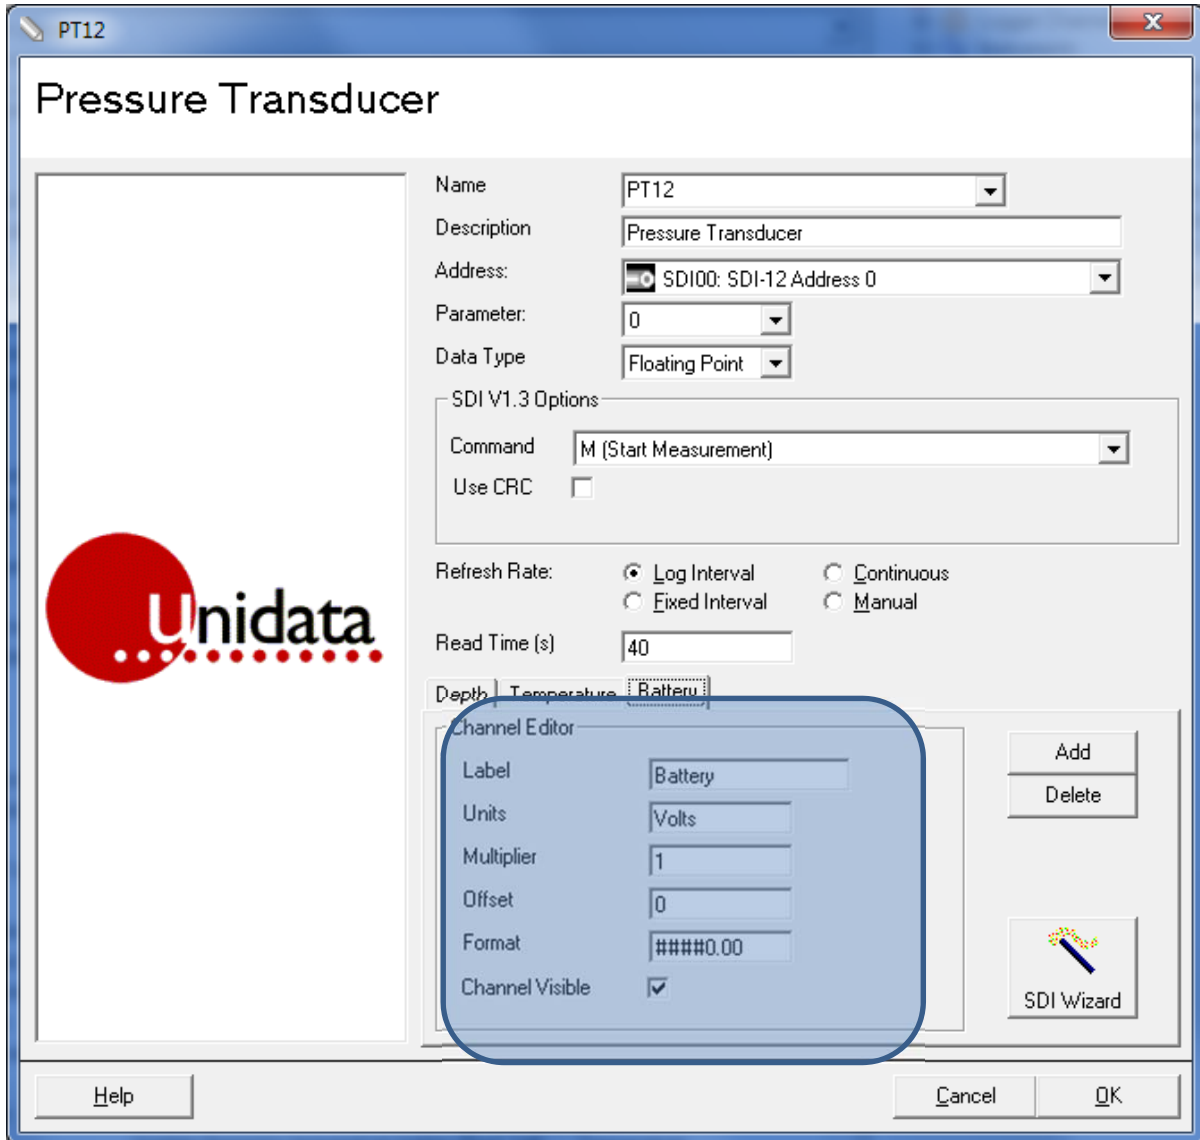 PT12
Pressure Transducer
Name PT12
Description Pressure Transducer
Address: SDI00: SDI-12 Address 0
Parameter: 0
Data Type Floating Point
SDI V1.3 Options
Command M (Start Measurement)
Use CRC
Refresh Rate: Log Interval Continuous
Fixed Interval Manual
Unidata
Read Time (s) 40
Depth Temperature Battery
Channel Editor
Label Battery
Units Volts
Multiplier 1
Offset 0
Format ####0.00
Channel Visible
Add
Delete
SDI Wizard
Help Cancel OK